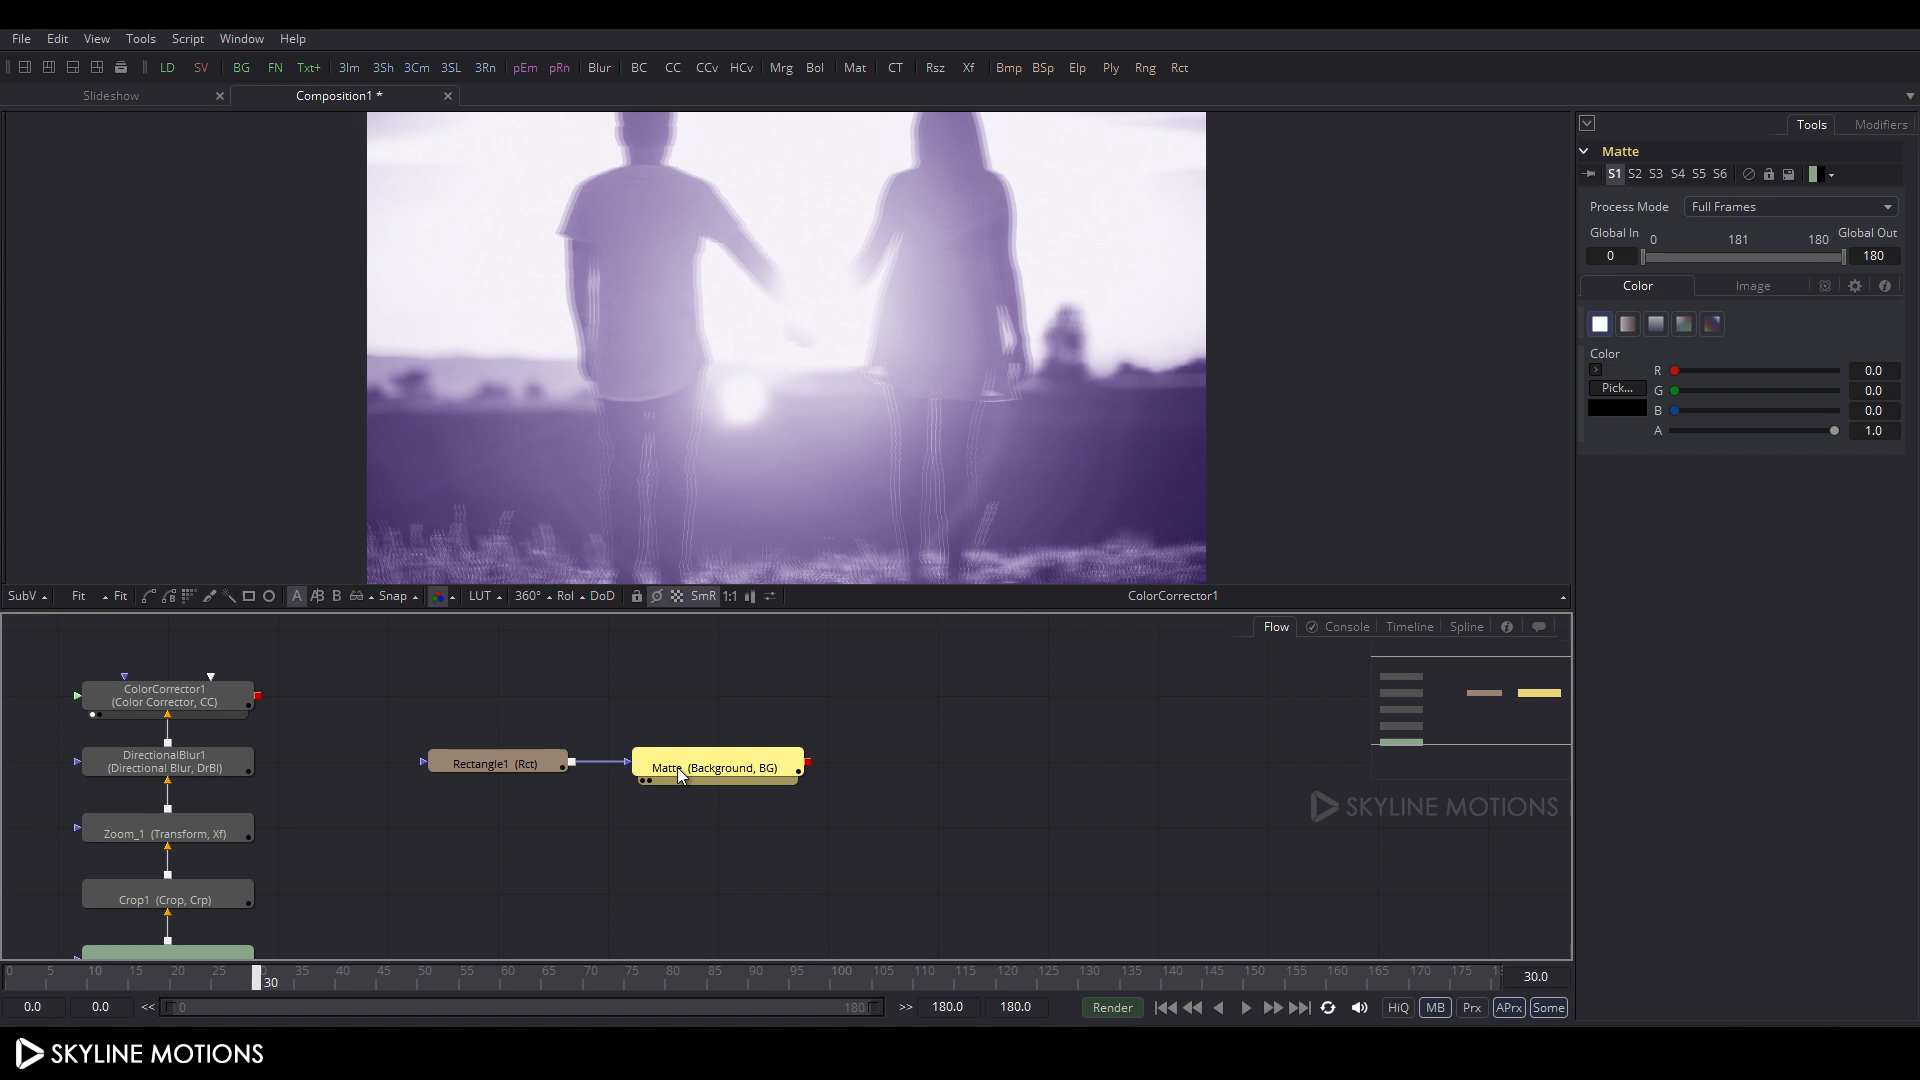 File Edit View Tools Script Window Help
LD SV BG FN Txt+ 3Im 3Sh 3Cm 3SL 3Rn pEm pRn Blur BC CC CCv HCv Mrg Bol Mat CT Rsz Xf Bmp BSp Elp Ply Rng Rct
Slideshow Composition1 *
Tools Modifiers
Matte
S1 S2 S3 S4 S5 S6
Process Mode Full Frames
Global In 0 181 180 Global Out
0 180
Color Image
Color
Pick...
R 0.0
G 0.0
B 0.0
A 1.0
SubV Fit Fit A B B Snap LUT 360° RoI DoD SmR 1:1 ColorCorrector1
Flow Console Timeline Spline
ColorCorrector1
(Color Corrector, CC)
DirectionalBlur1
(Directional Blur, DrBl)
Rectangle1 (Rct)
Matte (Background, BG)
Zoom_1 (Transform, Xf)
SKYLINE MOTIONS
Crop1 (Crop, Crp)
0 5 10 15 20 25 30 35 40 45 50 55 60 65 70 75 80 85 90 95 100 105 110 115 120 125 130 135 140 145 150 155 160 165 170 175 30.0
0.0 0.0 << 0 180 >> 180.0 180.0 Render HiQ MB Prx APrx Some
SKYLINE MOTIONS